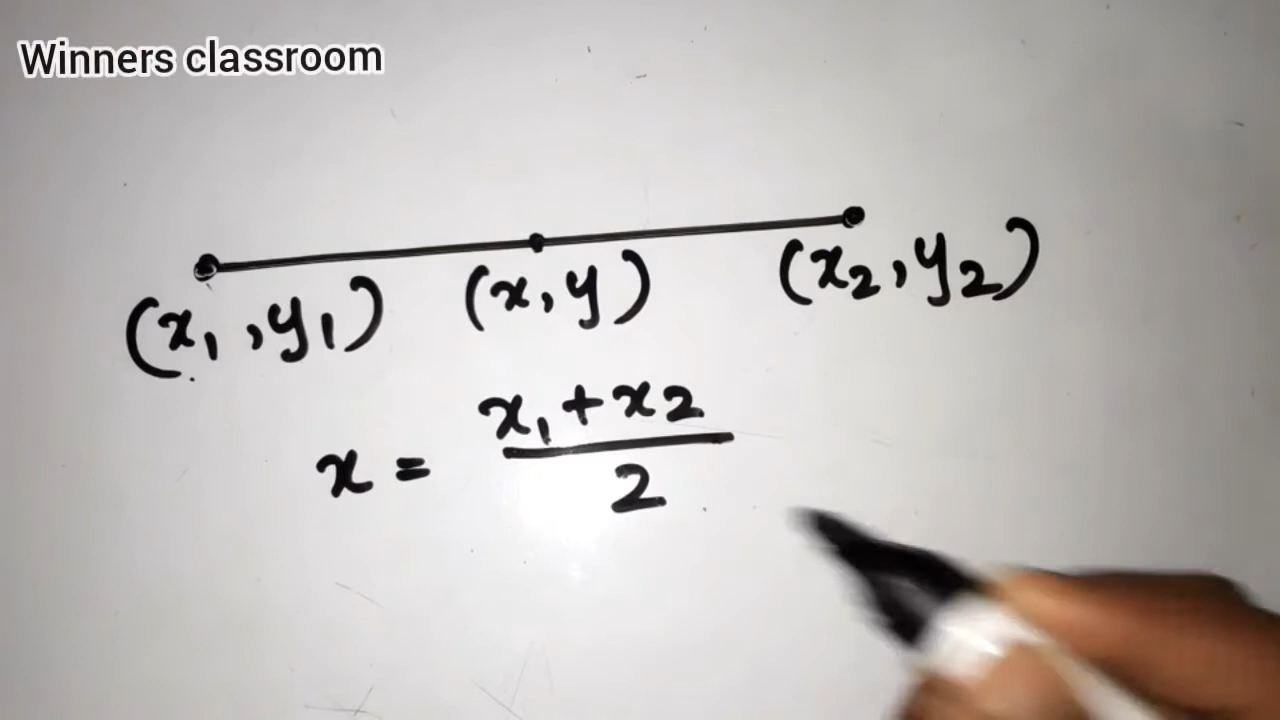 Winners classroom
(x₁, y₁) (x, y) (x₂, y₂)
x = x₁ + x₂ / 2